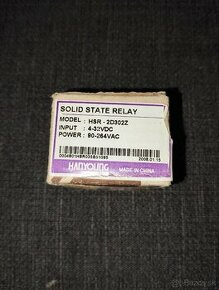 SOLID STATE RELAY
MODEL : HSR - 2D302Z
INPUT : 4-32VDC
POWER : 90-264VAC
2008.01.15
HANYOUNG
MADE IN CHINA